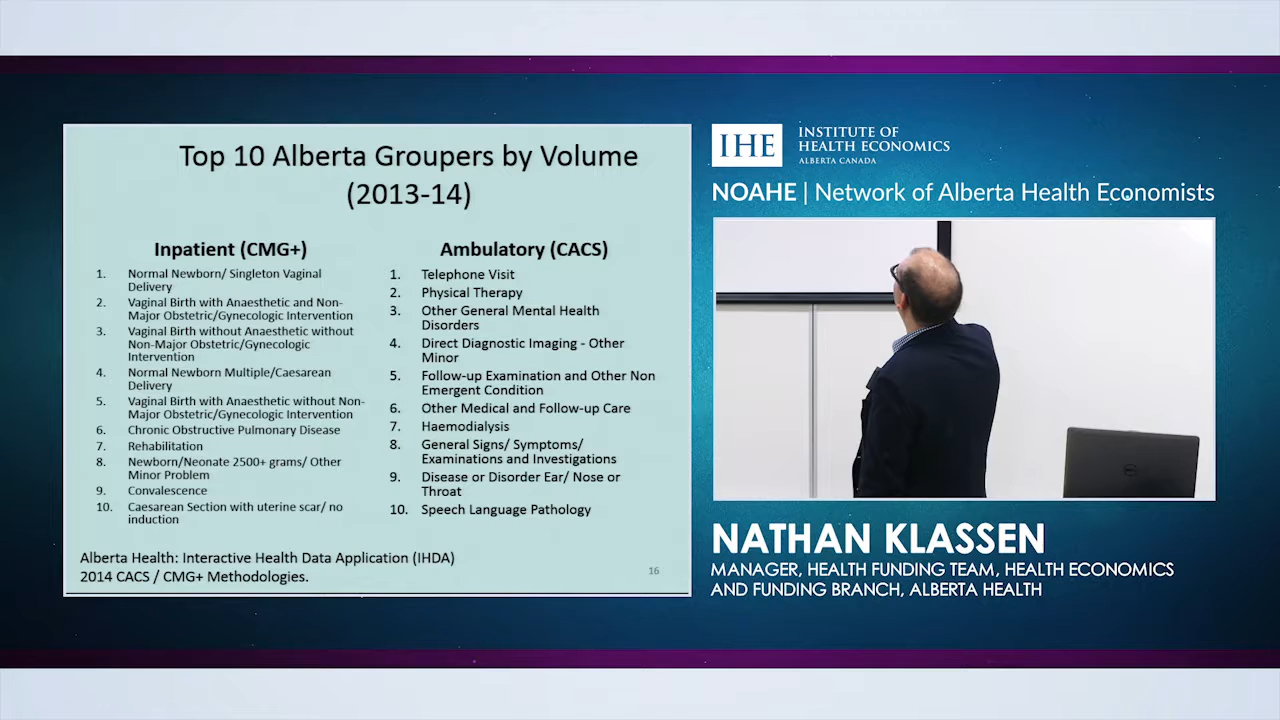 Top 10 Alberta Groupers by Volume
(2013-14)
Inpatient (CMG+)
1. Normal Newborn/ Singleton Vaginal
Delivery
2. Vaginal Birth with Anaesthetic and Non-
Major Obstetric/Gynecologic Intervention
3. Vaginal Birth without Anaesthetic without
Non-Major Obstetric/Gynecologic
Intervention
4. Normal Newborn Multiple/Caesarean
Delivery
5. Vaginal Birth with Anaesthetic without Non-
Major Obstetric/Gynecologic Intervention
6. Chronic Obstructive Pulmonary Disease
7. Rehabilitation
8. Newborn/Neonate 2500+ grams/ Other
Minor Problem
9. Convalescence
10. Caesarean Section with uterine scar/ no
induction
Ambulatory (CACS)
1. Telephone Visit
2. Physical Therapy
3. Other General Mental Health
Disorders
4. Direct Diagnostic Imaging - Other
Minor
5. Follow-up Examination and Other Non
Emergent Condition
6. Other Medical and Follow-up Care
7. Haemodialysis
8. General Signs/ Symptoms/
Examinations and Investigations
9. Disease or Disorder Ear/ Nose or
Throat
10. Speech Language Pathology
Alberta Health: Interactive Health Data Application (IHDA)
2014 CACS / CMG+ Methodologies.
16
IHE
INSTITUTE OF
HEALTH ECONOMICS
ALBERTA CANADA
NOAHE | Network of Alberta Health Economists
NATHAN KLASSEN
MANAGER, HEALTH FUNDING TEAM, HEALTH ECONOMICS
AND FUNDING BRANCH, ALBERTA HEALTH